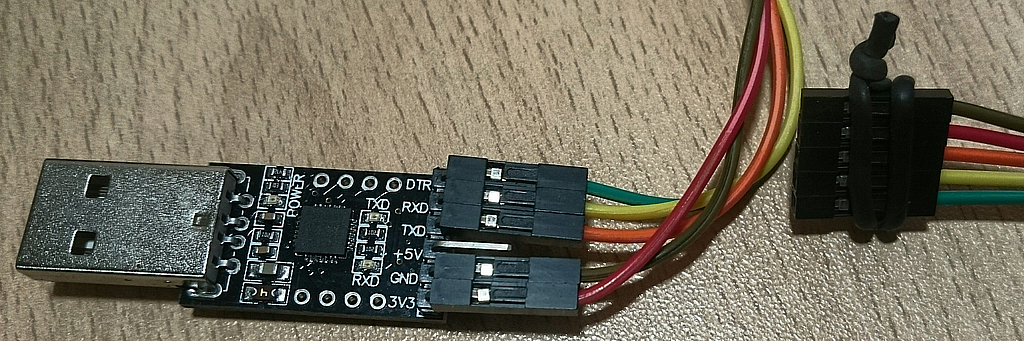 POWER
TXD
RXD
DTR
RXD
TXD
+5V
GND
3V3